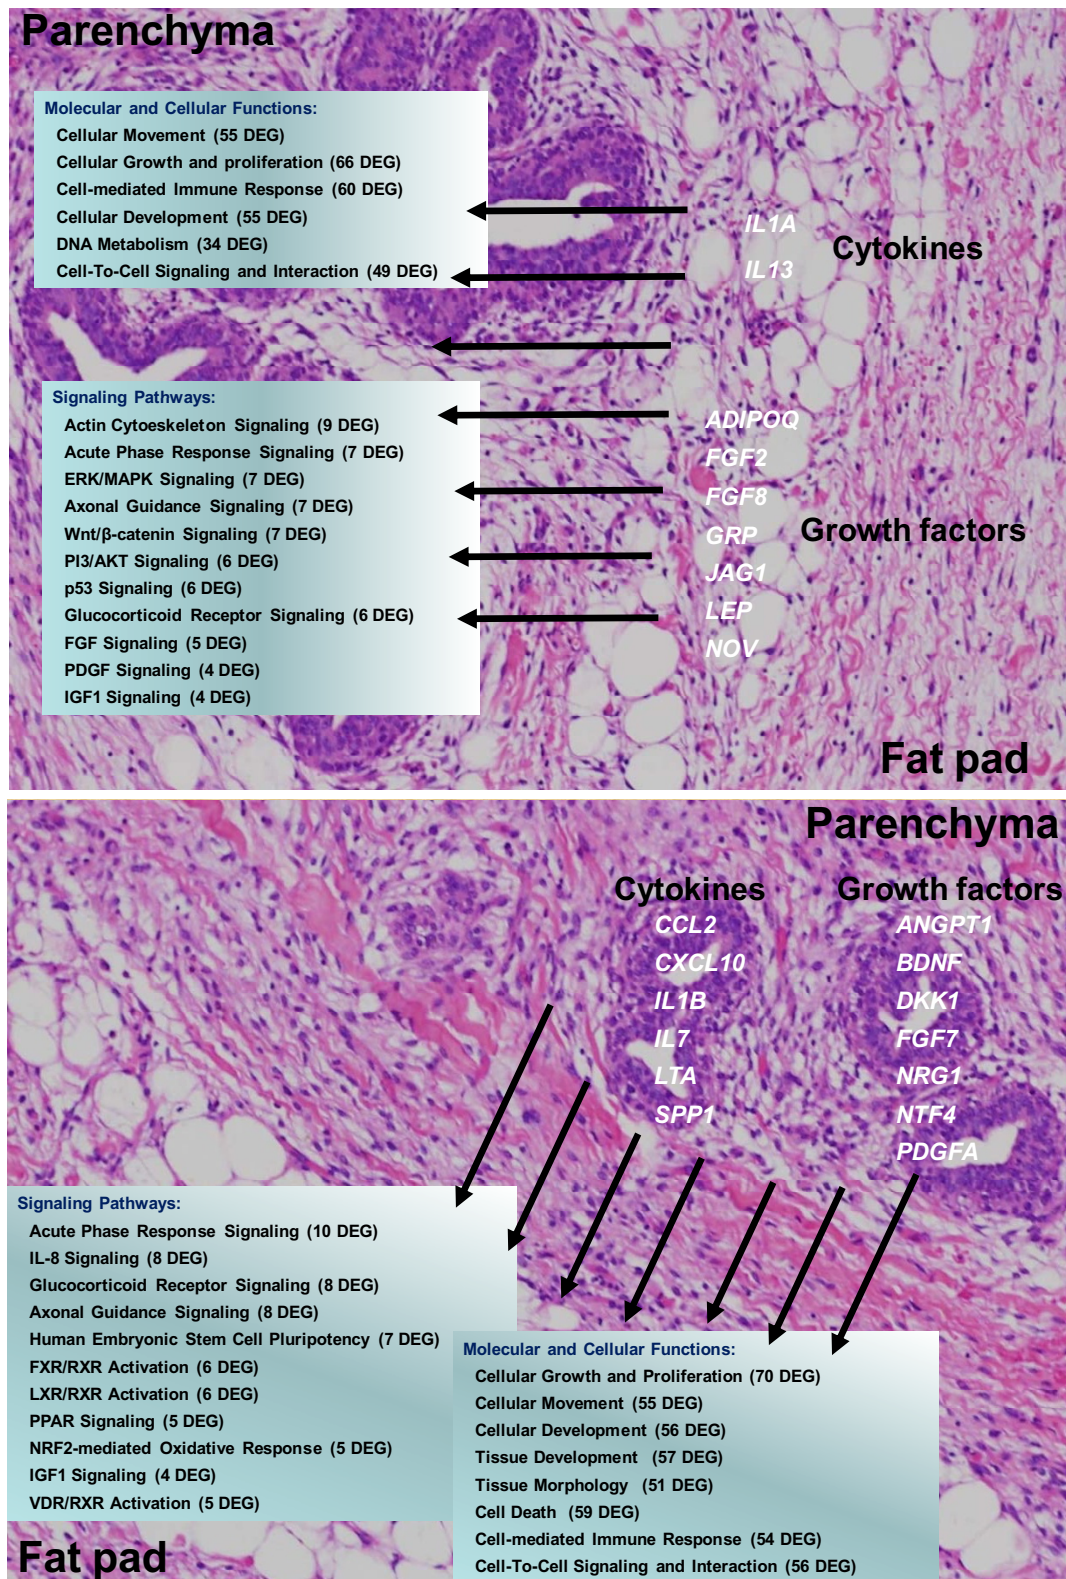 Parenchyma
Molecular and Cellular Functions:
Cellular Movement (55 DEG)
Cellular Growth and proliferation (66 DEG)
Cell-mediated Immune Response (60 DEG)
Cellular Development (55 DEG)
DNA Metabolism (34 DEG)
Cell-To-Cell Signaling and Interaction (49 DEG)
IL1A
IL13
Cytokines
Signaling Pathways:
Actin Cytoeskeleton Signaling (9 DEG)
Acute Phase Response Signaling (7 DEG)
ERK/MAPK Signaling (7 DEG)
Axonal Guidance Signaling (7 DEG)
Wnt/β-catenin Signaling (7 DEG)
PI3/AKT Signaling (6 DEG)
p53 Signaling (6 DEG)
Glucocorticoid Receptor Signaling (6 DEG)
FGF Signaling (5 DEG)
PDGF Signaling (4 DEG)
IGF1 Signaling (4 DEG)
ADIPOQ
FGF2
FGF8
GRP
JAG1
LEP
NOV
Growth factors
Fat pad
Parenchyma
Cytokines
CCL2
CXCL10
IL1B
IL7
LTA
SPP1
Growth factors
ANGPT1
BDNF
DKK1
FGF7
NRG1
NTF4
PDGFA
Signaling Pathways:
Acute Phase Response Signaling (10 DEG)
IL-8 Signaling (8 DEG)
Glucocorticoid Receptor Signaling (8 DEG)
Axonal Guidance Signaling (8 DEG)
Human Embryonic Stem Cell Pluripotency (7 DEG)
FXR/RXR Activation (6 DEG)
LXR/RXR Activation (6 DEG)
PPAR Signaling (5 DEG)
NRF2-mediated Oxidative Response (5 DEG)
IGF1 Signaling (4 DEG)
VDR/RXR Activation (5 DEG)
Molecular and Cellular Functions:
Cellular Growth and Proliferation (70 DEG)
Cellular Movement (55 DEG)
Cellular Development (56 DEG)
Tissue Development (57 DEG)
Tissue Morphology (51 DEG)
Cell Death (59 DEG)
Cell-mediated Immune Response (54 DEG)
Cell-To-Cell Signaling and Interaction (56 DEG)
Fat pad